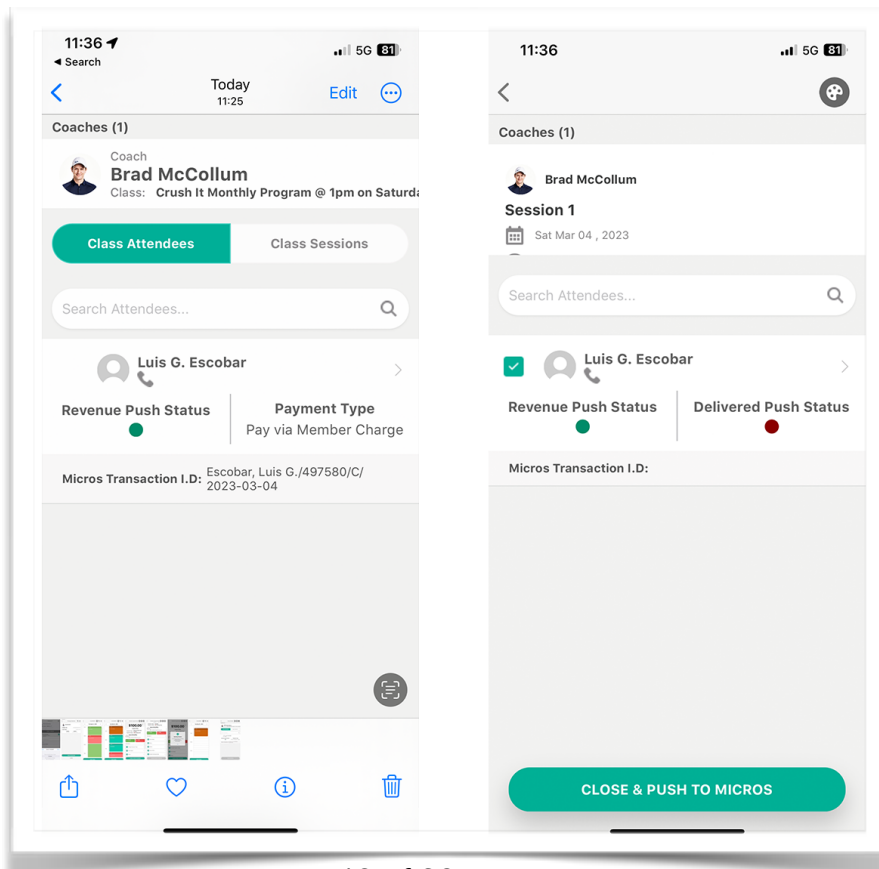 11:36
◄ Search
5G 81
Today
11:25
Edit
Coaches (1)
Coach
Brad McCollum
Class: Crush It Monthly Program @ 1pm on Saturda
Class Attendees
Class Sessions
Search Attendees...
Luis G. Escobar
Revenue Push Status
Payment Type
Pay via Member Charge
Micros Transaction I.D:
Escobar, Luis G./497580/C/
2023-03-04
11:36
5G 81
Coaches (1)
Brad McCollum
Session 1
Sat Mar 04 , 2023
Search Attendees...
Luis G. Escobar
Revenue Push Status
Delivered Push Status
Micros Transaction I.D:
CLOSE & PUSH TO MICROS